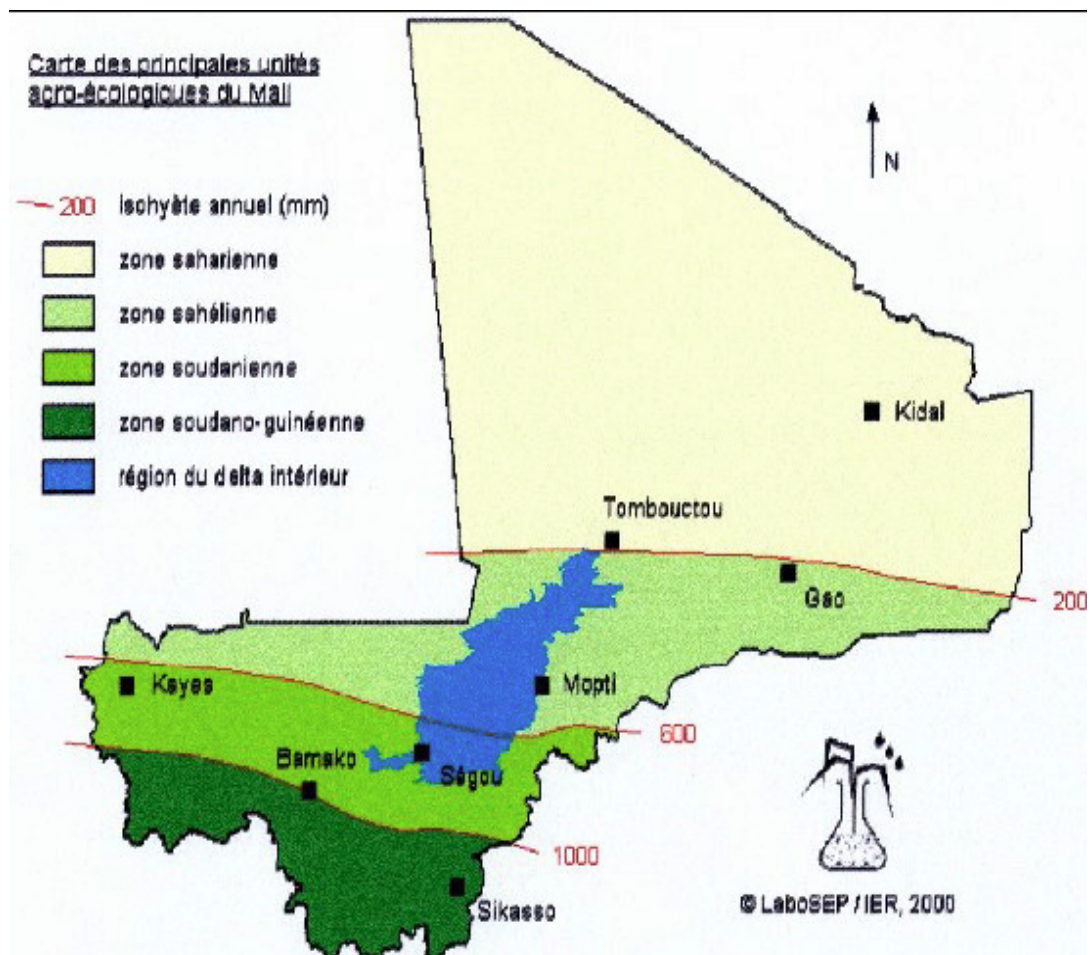 Carte des principales unités
agro-écologiques du Mali
N
200 isohyète annuel (mm)
zone saharienne
zone sahélienne
zone soudanienne
zone soudano-guinéenne
région du delta intérieur
Kidal
Tombouctou
Gao
200
Kayes
Mopti
600
Bamako
Ségou
1000
Sikasso
© LaboSEP / IER, 2000